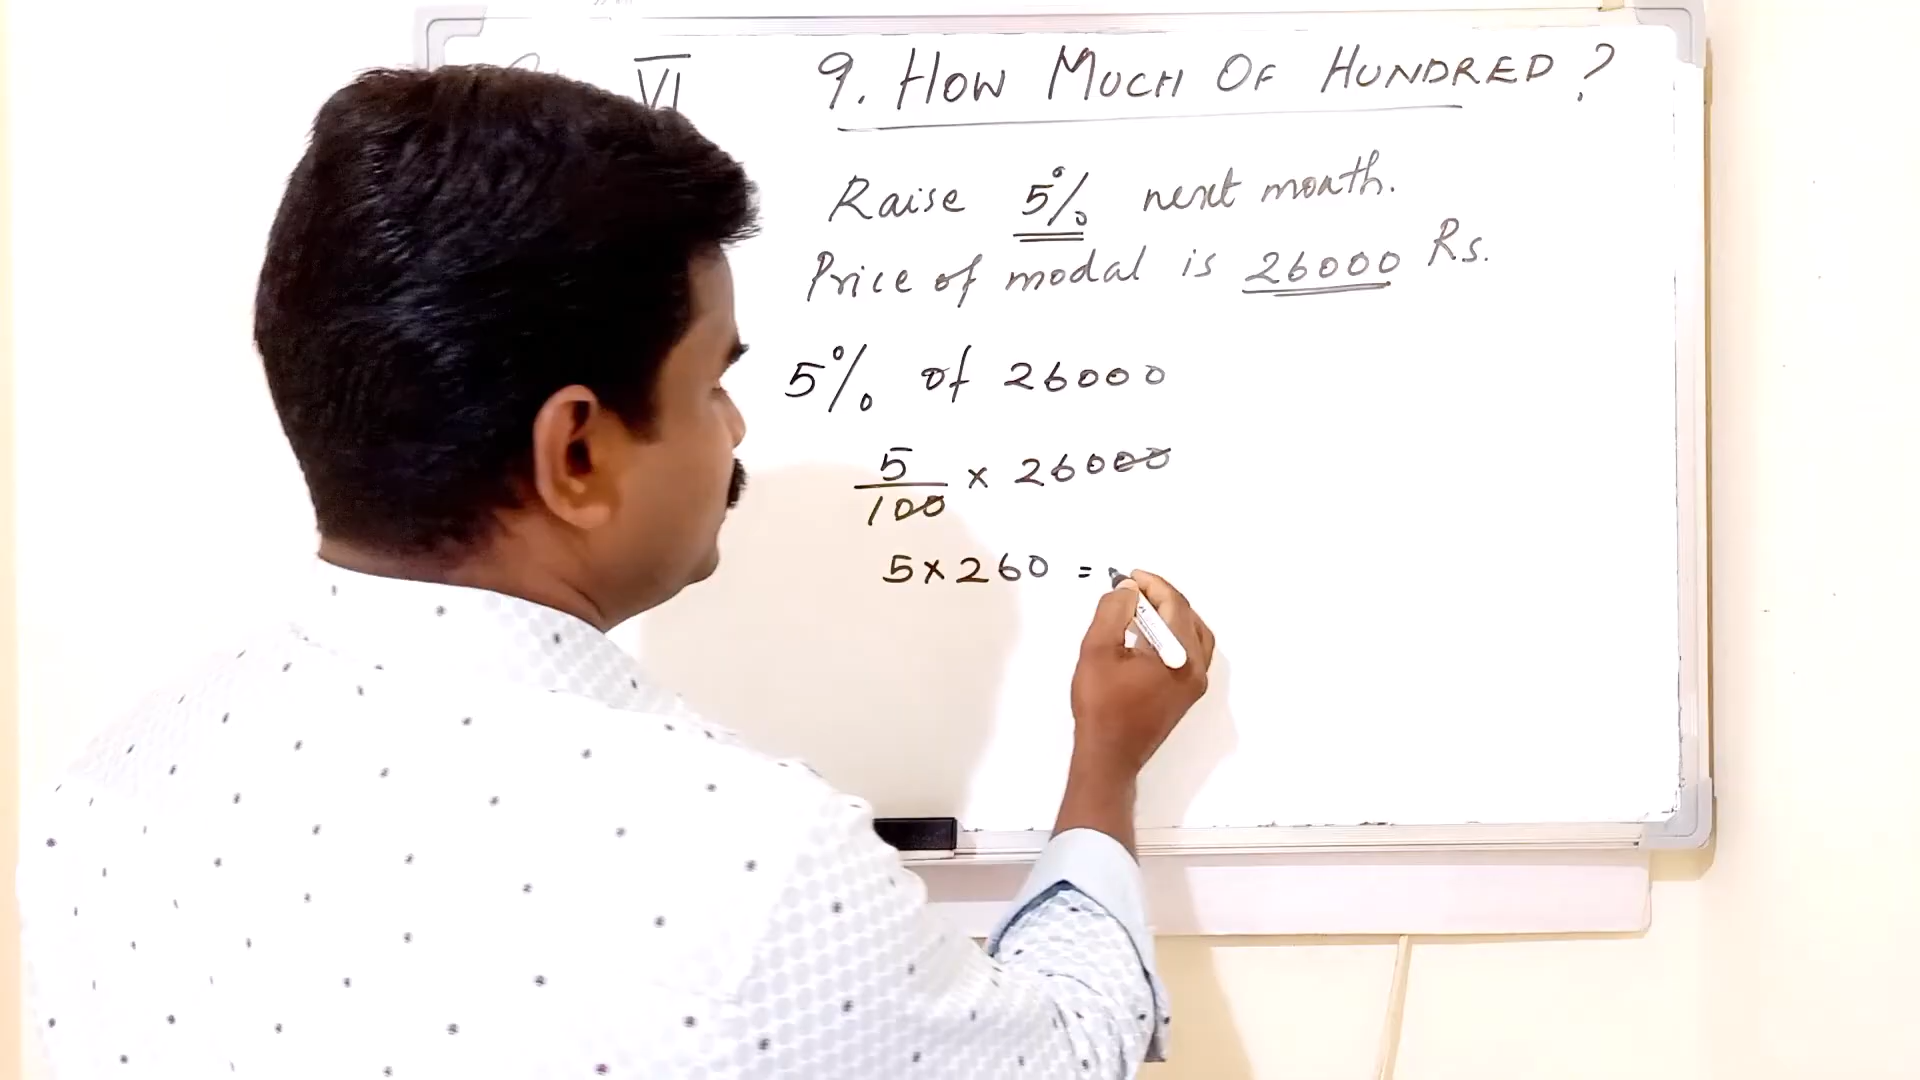 VI 9. HOW MUCH OF HUNDRED ?
Raise 5% next month.
Price of modal is 26000 Rs.
5% of 26000
5/100 × 26000
5 × 260 =